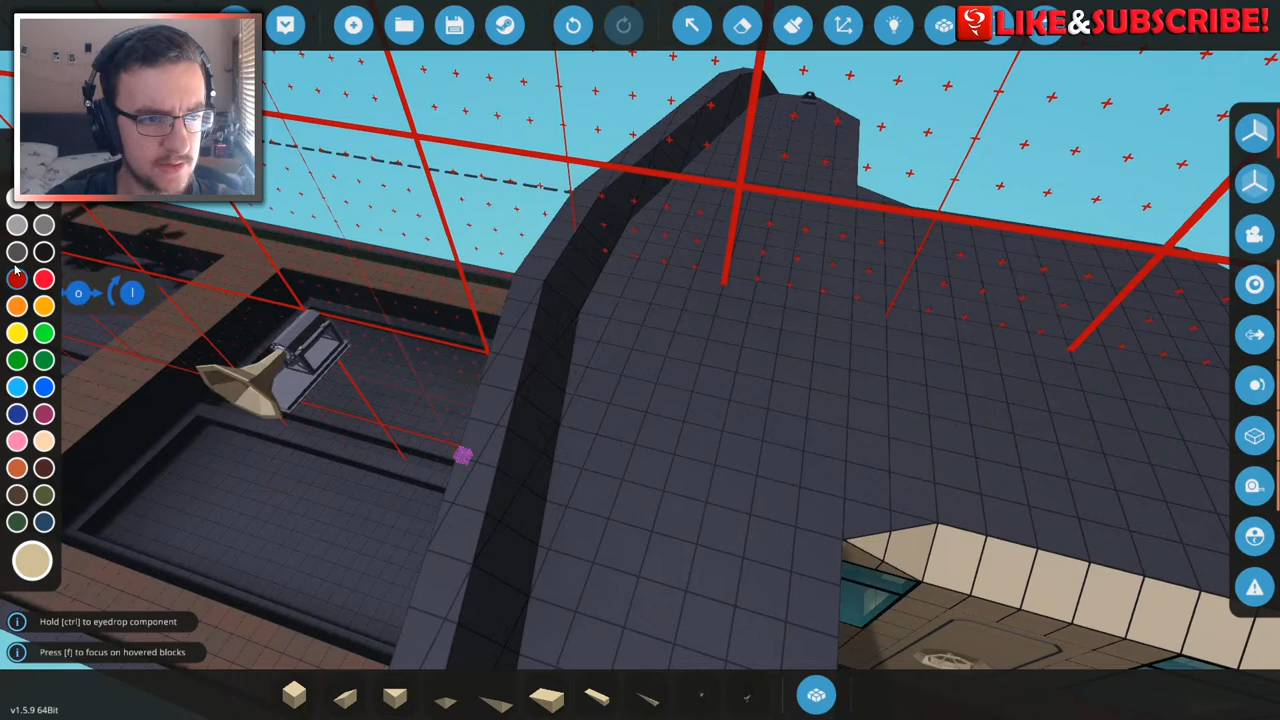 LIKE&SUBSCRIBE!
Hold [ctrl] to eyedrop component
Press [f] to focus on hovered blocks
v1.5.9 64Bit